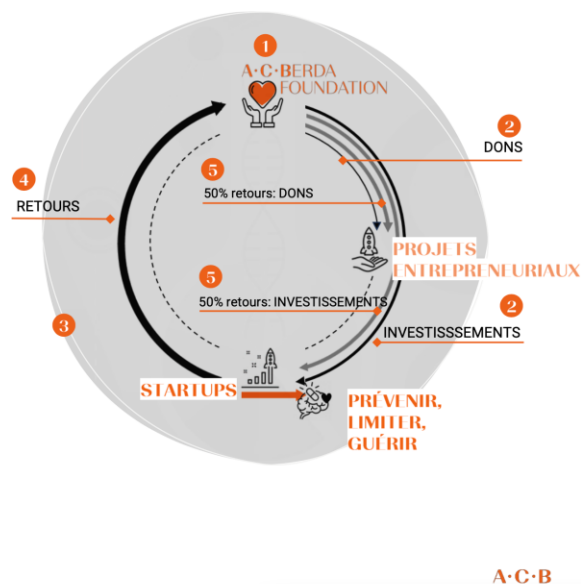 1
A·C·BERDA
FOUNDATION
2
DONS
5
50% retours: DONS
4
RETOURS
PROJETS
ENTREPRENEURIAUX
5
50% retours: INVESTISSEMENTS
2
INVESTISSSEMENTS
3
STARTUPS
PRÉVENIR,
LIMITER,
GUÉRIR
A·C·B